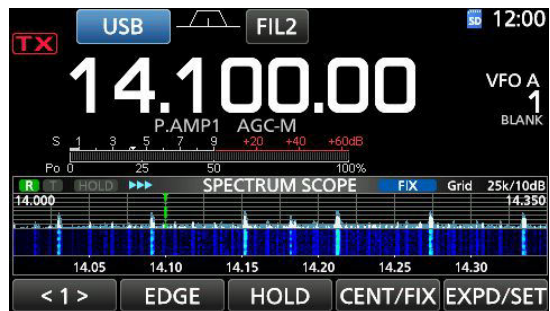 USB FIL2 SD 12:00
TX
14.100.00 VFO A
1
P.AMP1 AGC-M BLANK
S 1 3 5 7 9 +20 +40 +60dB
Po 0 25 50 100%
R T HOLD SPECTRUM SCOPE FIX Grid 25k/10dB
14.000 14.350
14.05 14.10 14.15 14.20 14.25 14.30
< 1 > EDGE HOLD CENT/FIX EXPD/SET